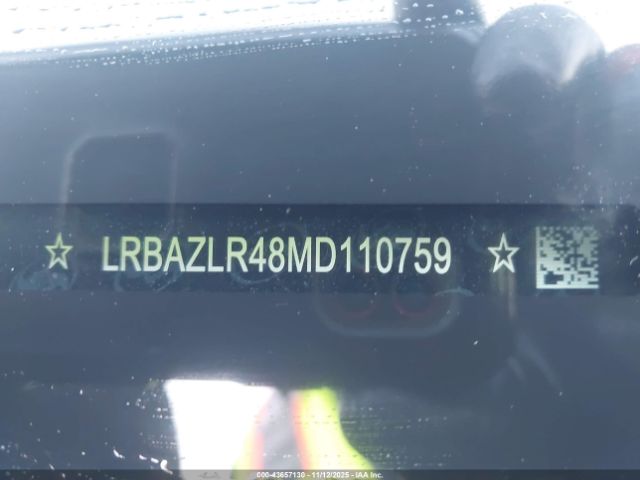 ☆ LRBAZLR48MD110759 ☆
000-43657130 - 11/12/2025 - IAA Inc.